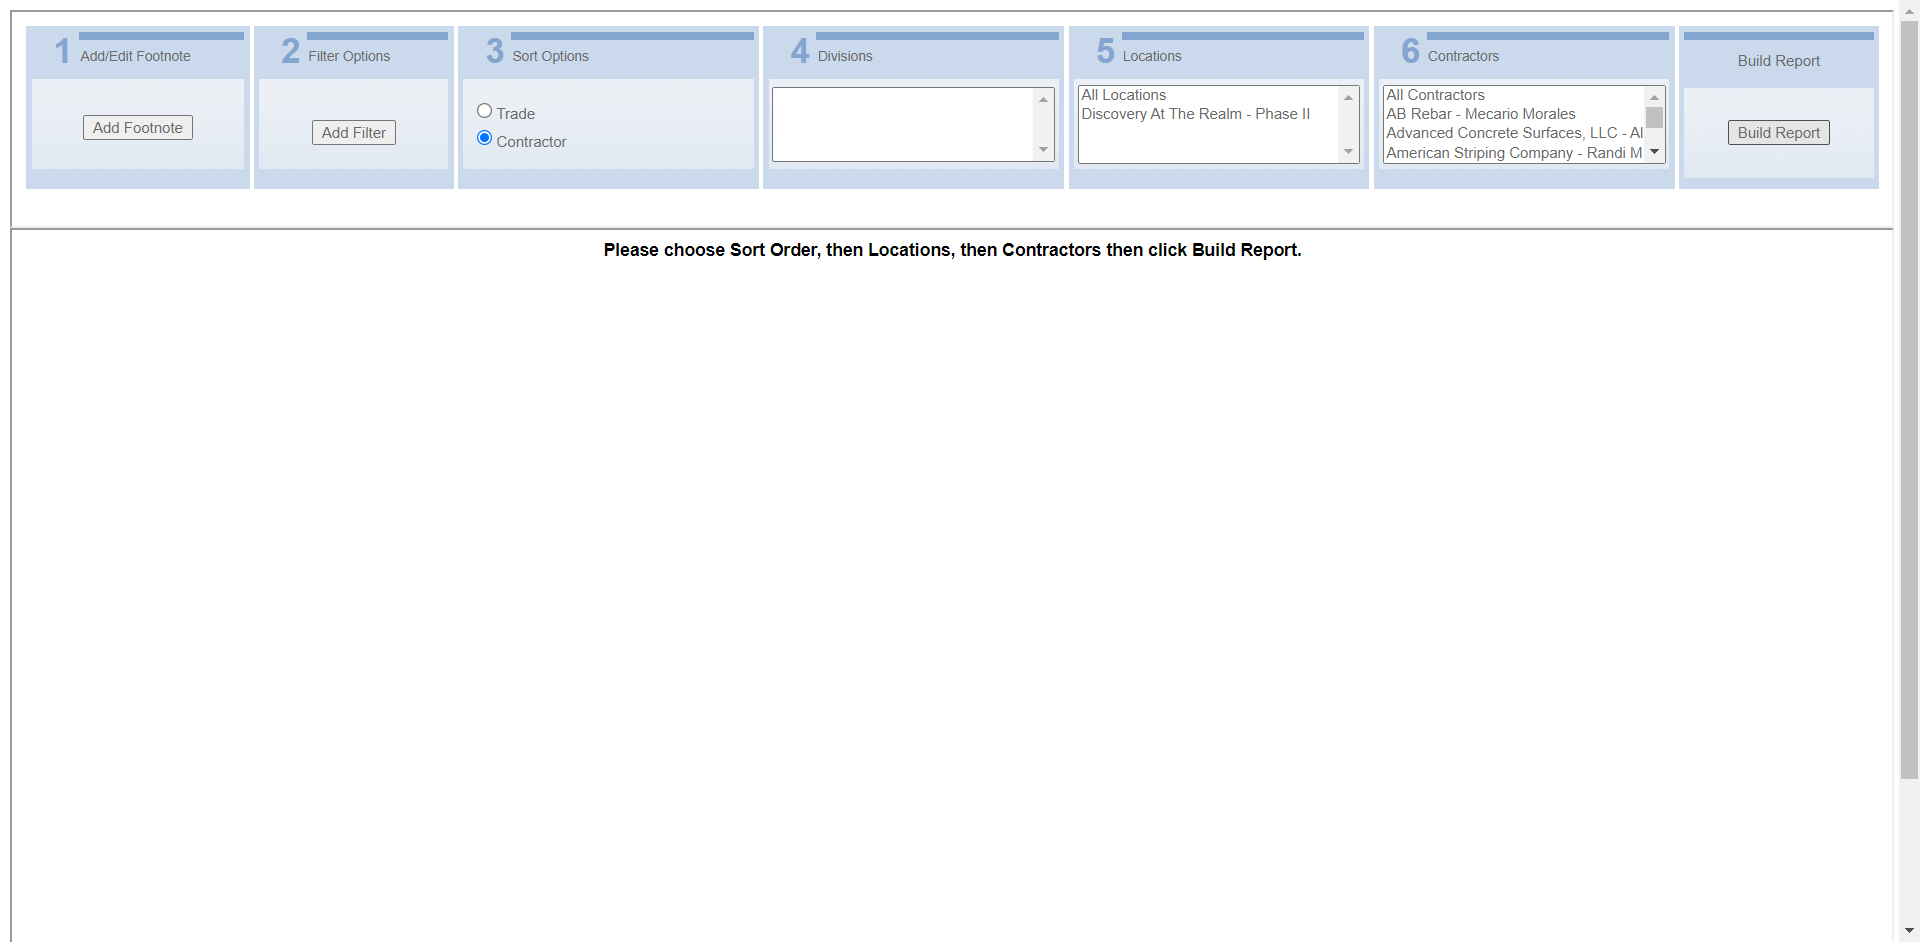 1 Add/Edit Footnote
Add Footnote
2 Filter Options
Add Filter
3 Sort Options
Trade
Contractor
4 Divisions
5 Locations
All Locations
Discovery At The Realm - Phase II
6 Contractors
All Contractors
AB Rebar - Mecario Morales
Advanced Concrete Surfaces, LLC - Al
American Striping Company - Randi M
Build Report
Build Report
Please choose Sort Order, then Locations, then Contractors then click Build Report.